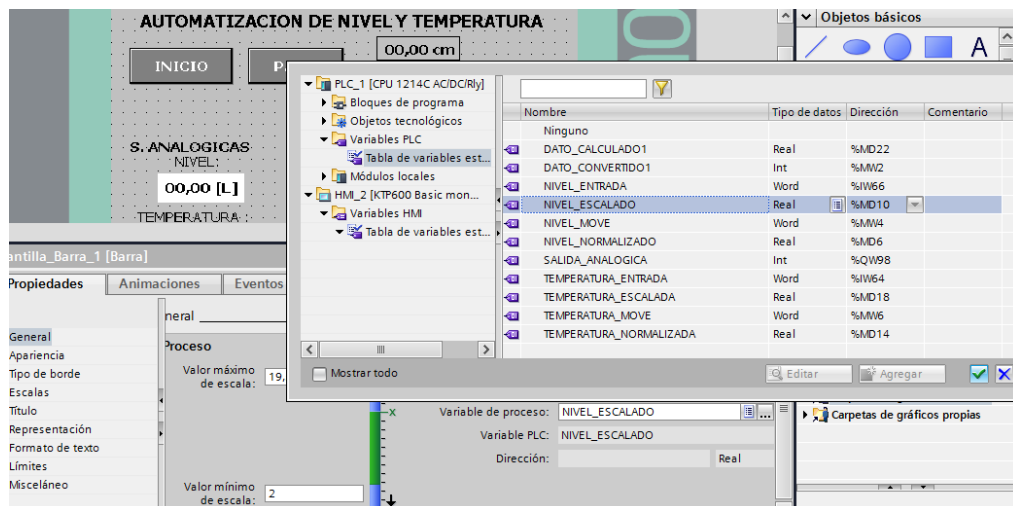 AUTOMATIZACION DE NIVEL Y TEMPERATURA
00,00 cm
INICIO
S. ANALOGICAS
NIVEL:
00,00 [L]
TEMPERATURA :
Objetos básicos
A
PLC_1 [CPU 1214C AC/DC/Rly]
Bloques de programa
Objetos tecnológicos
Variables PLC
Tabla de variables est...
Módulos locales
HMI_2 [KTP600 Basic mon...
Variables HMI
Tabla de variables est...
Mostrar todo
Nombre Tipo de datos Dirección Comentario
Ninguno
DATO_CALCULADO1 Real %MD22
DATO_CONVERTIDO1 Int %MW2
NIVEL_ENTRADA Word %IW66
NIVEL_ESCALADO Real %MD10
NIVEL_MOVE Word %MW4
NIVEL_NORMALIZADO Real %MD6
SALIDA_ANALOGICA Int %QW98
TEMPERATURA_ENTRADA Word %IW64
TEMPERATURA_ESCALADA Real %MD18
TEMPERATURA_MOVE Word %MW6
TEMPERATURA_NORMALIZADA Real %MD14
Editar Agregar
antilla_Barra_1 [Barra]
Propiedades Animaciones Eventos
General
Apariencia
Tipo de borde
Escalas
Título
Representación
Formato de texto
Límites
Misceláneo
neral
Proceso
Valor máximo
de escala: 19,
Valor mínimo
de escala: 2
x
Variable de proceso: NIVEL_ESCALADO
Variable PLC: NIVEL_ESCALADO
Dirección: Real
Carpetas de gráficos propias